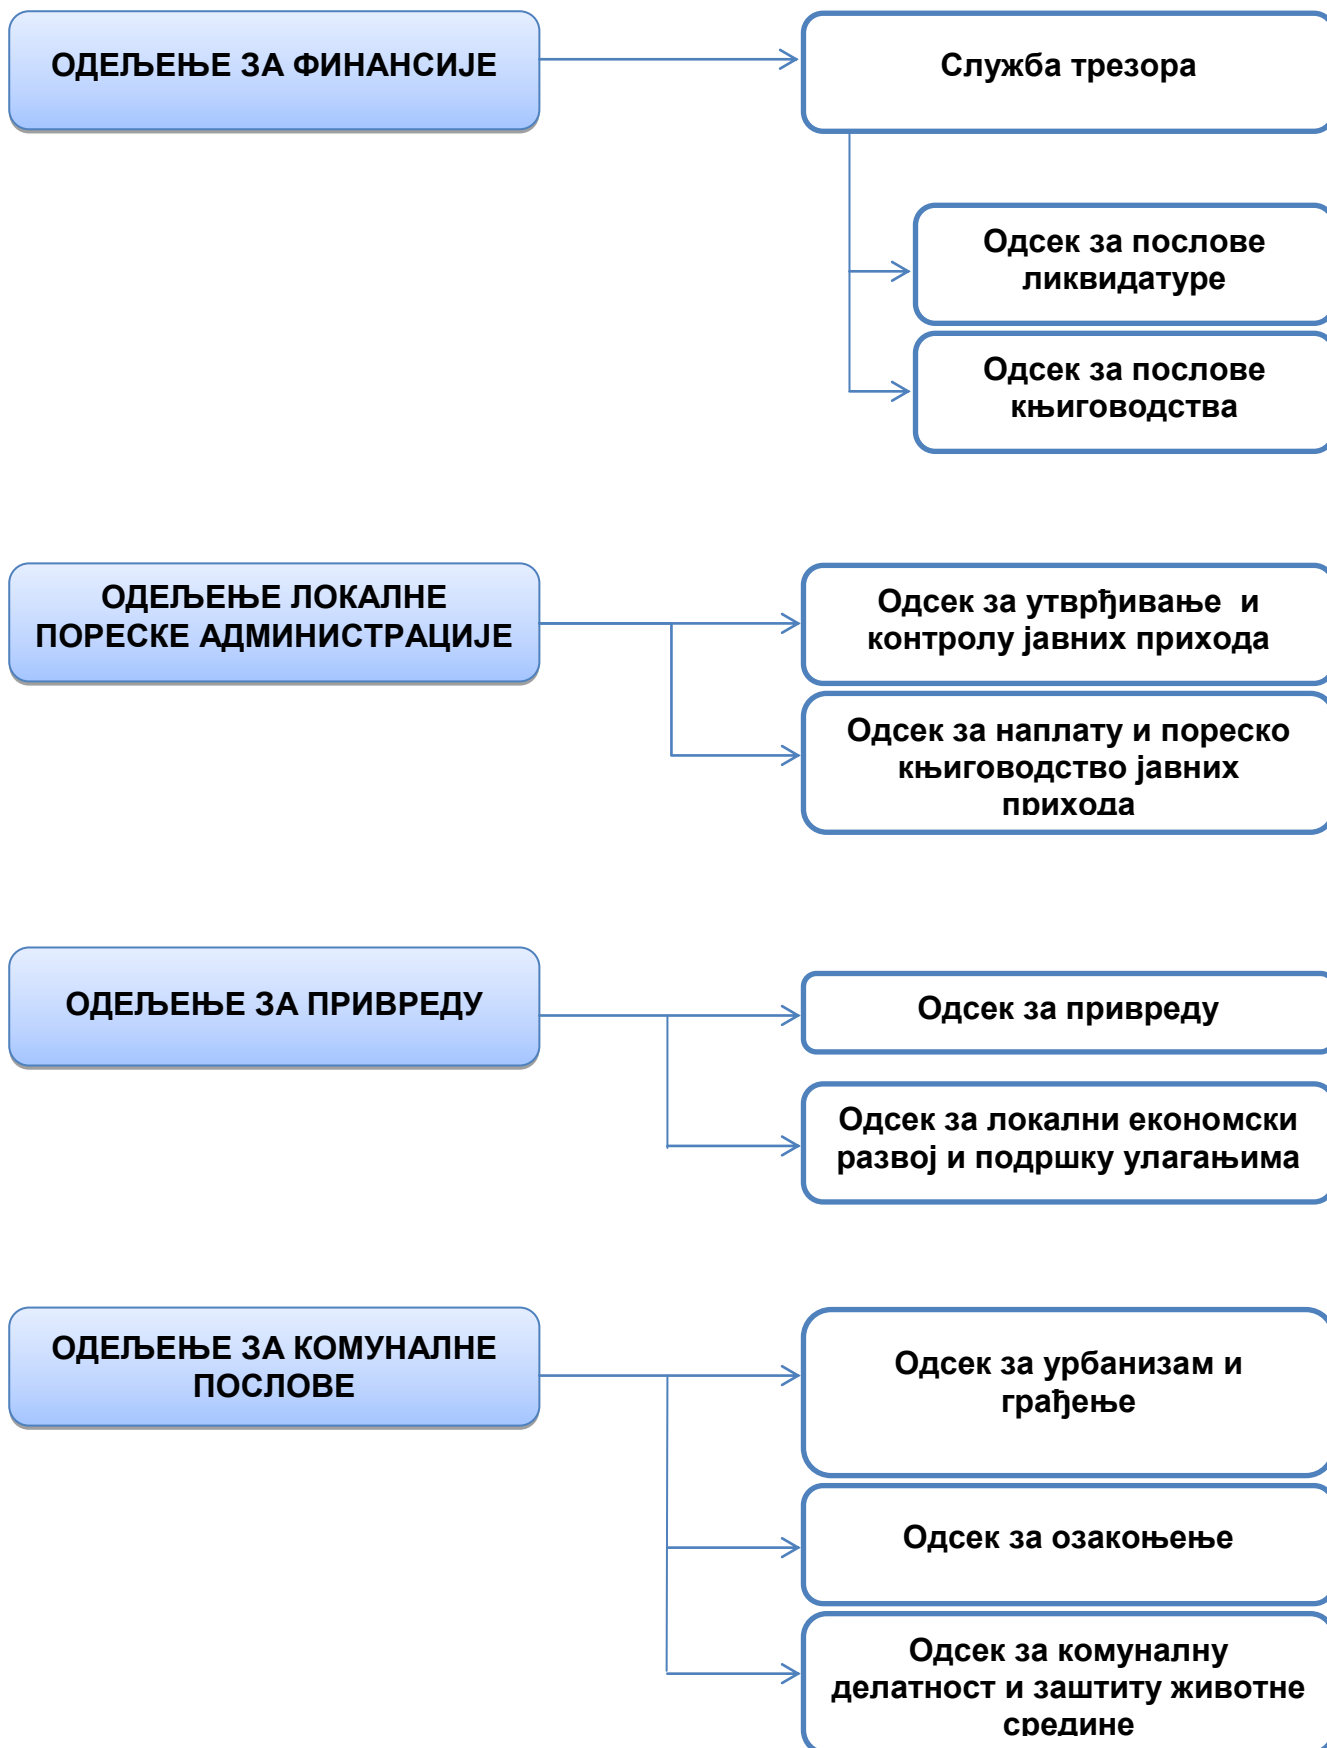 ОДЕЉЕЊЕ ЗА ФИНАНСИЈЕ
Служба трезора
Одсек за послове
ликвидатуре
Одсек за послове
књиговодства
ОДЕЉЕЊЕ ЛОКАЛНЕ
ПОРЕСКЕ АДМИНИСТРАЦИЈЕ
Одсек за утврђивање и
контролу јавних прихода
Одсек за наплату и пореско
књиговодство јавних
прихода
ОДЕЉЕЊЕ ЗА ПРИВРЕДУ
Одсек за привреду
Одсек за локални економски
развој и подршку улагањима
ОДЕЉЕЊЕ ЗА КОМУНАЛНЕ
ПОСЛОВЕ
Одсек за урбанизам и
грађење
Одсек за озакоњење
Одсек за комуналну
делатност и заштиту животне
средине